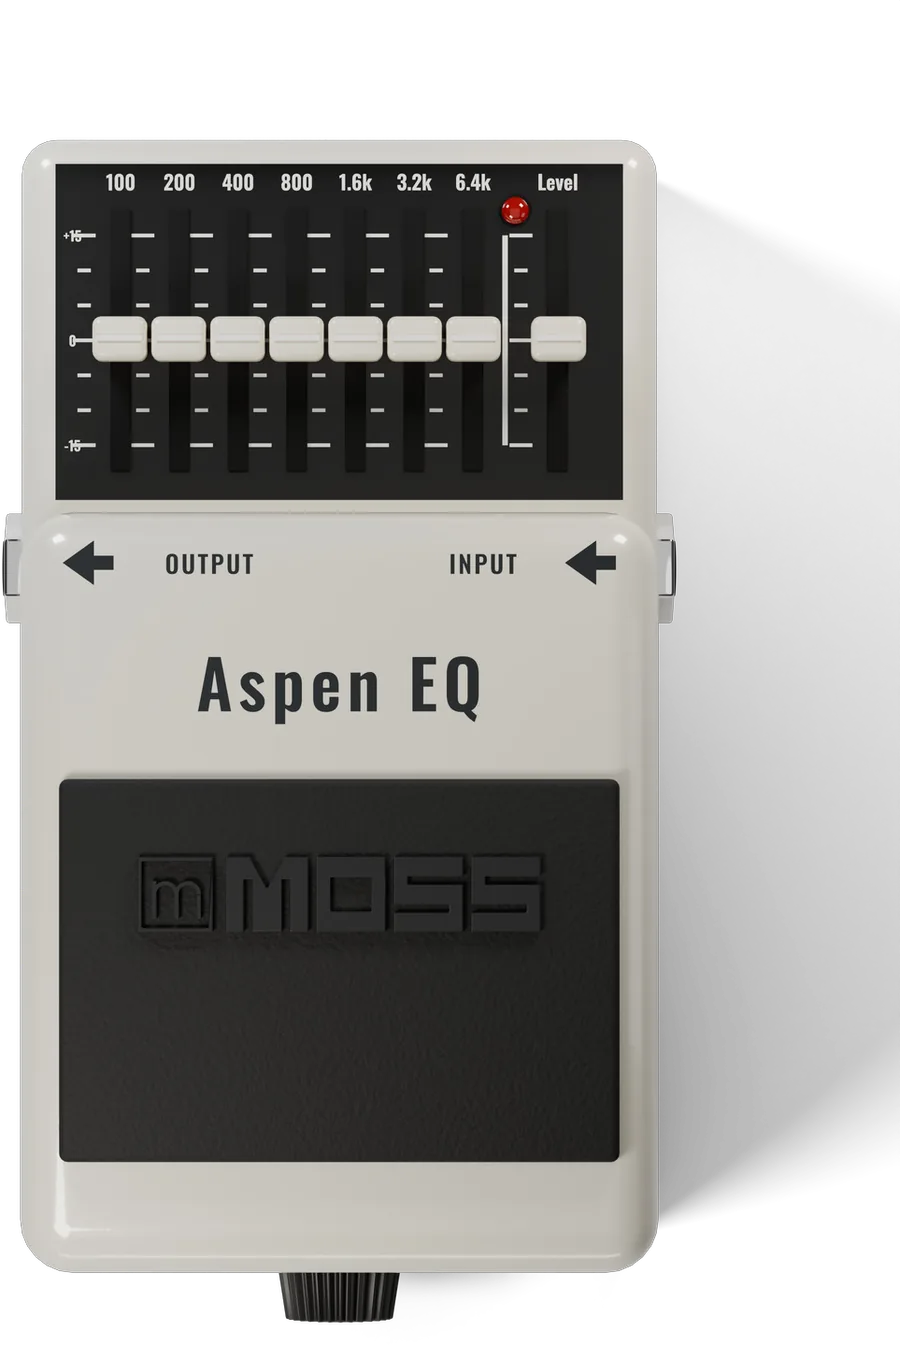 100 200 400 800 1.6k 3.2k 6.4k Level
+15
0
-15
OUTPUT INPUT
Aspen EQ
m MOSS